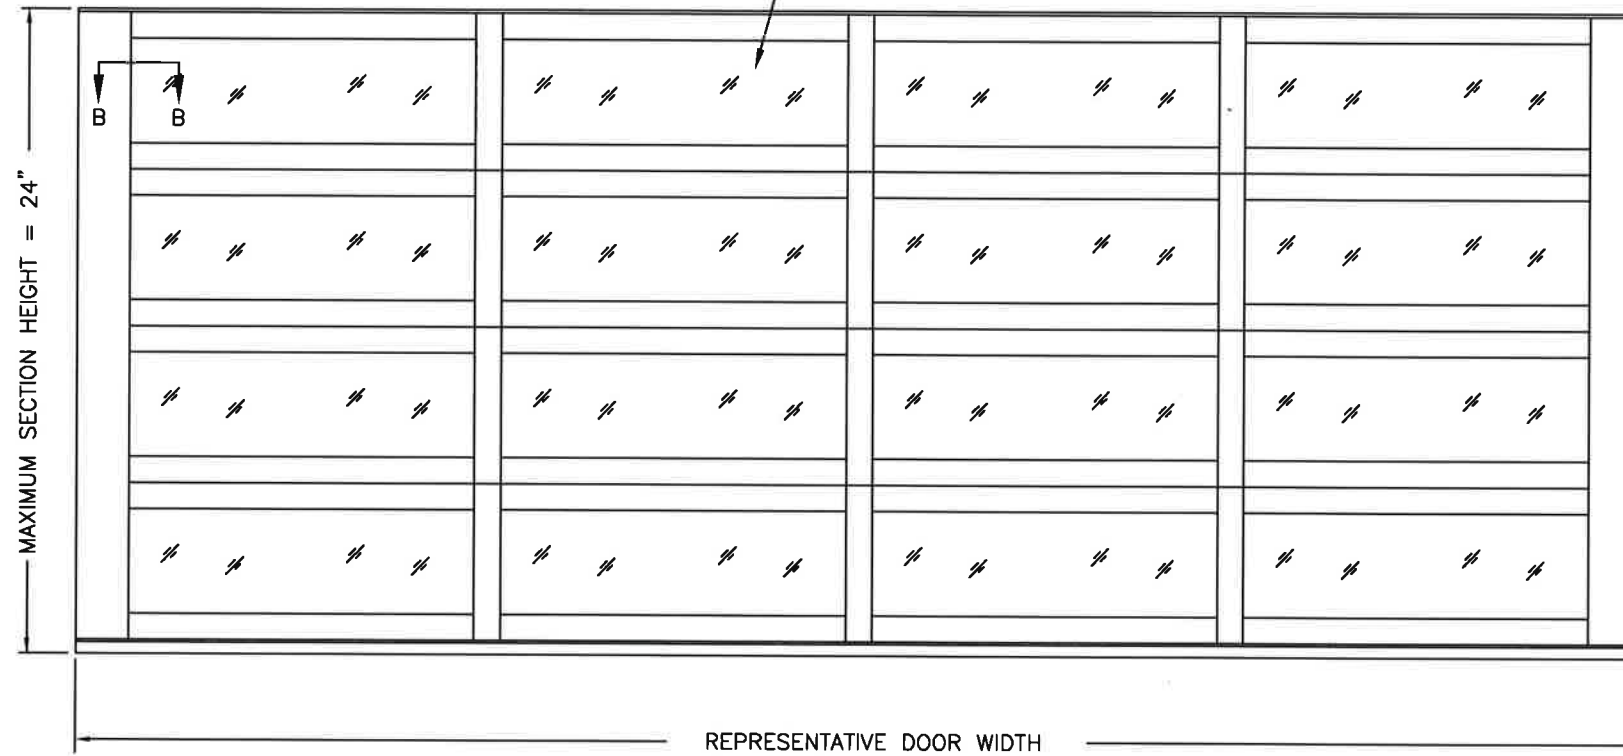 B B
MAXIMUM SECTION HEIGHT = 24"
REPRESENTATIVE DOOR WIDTH